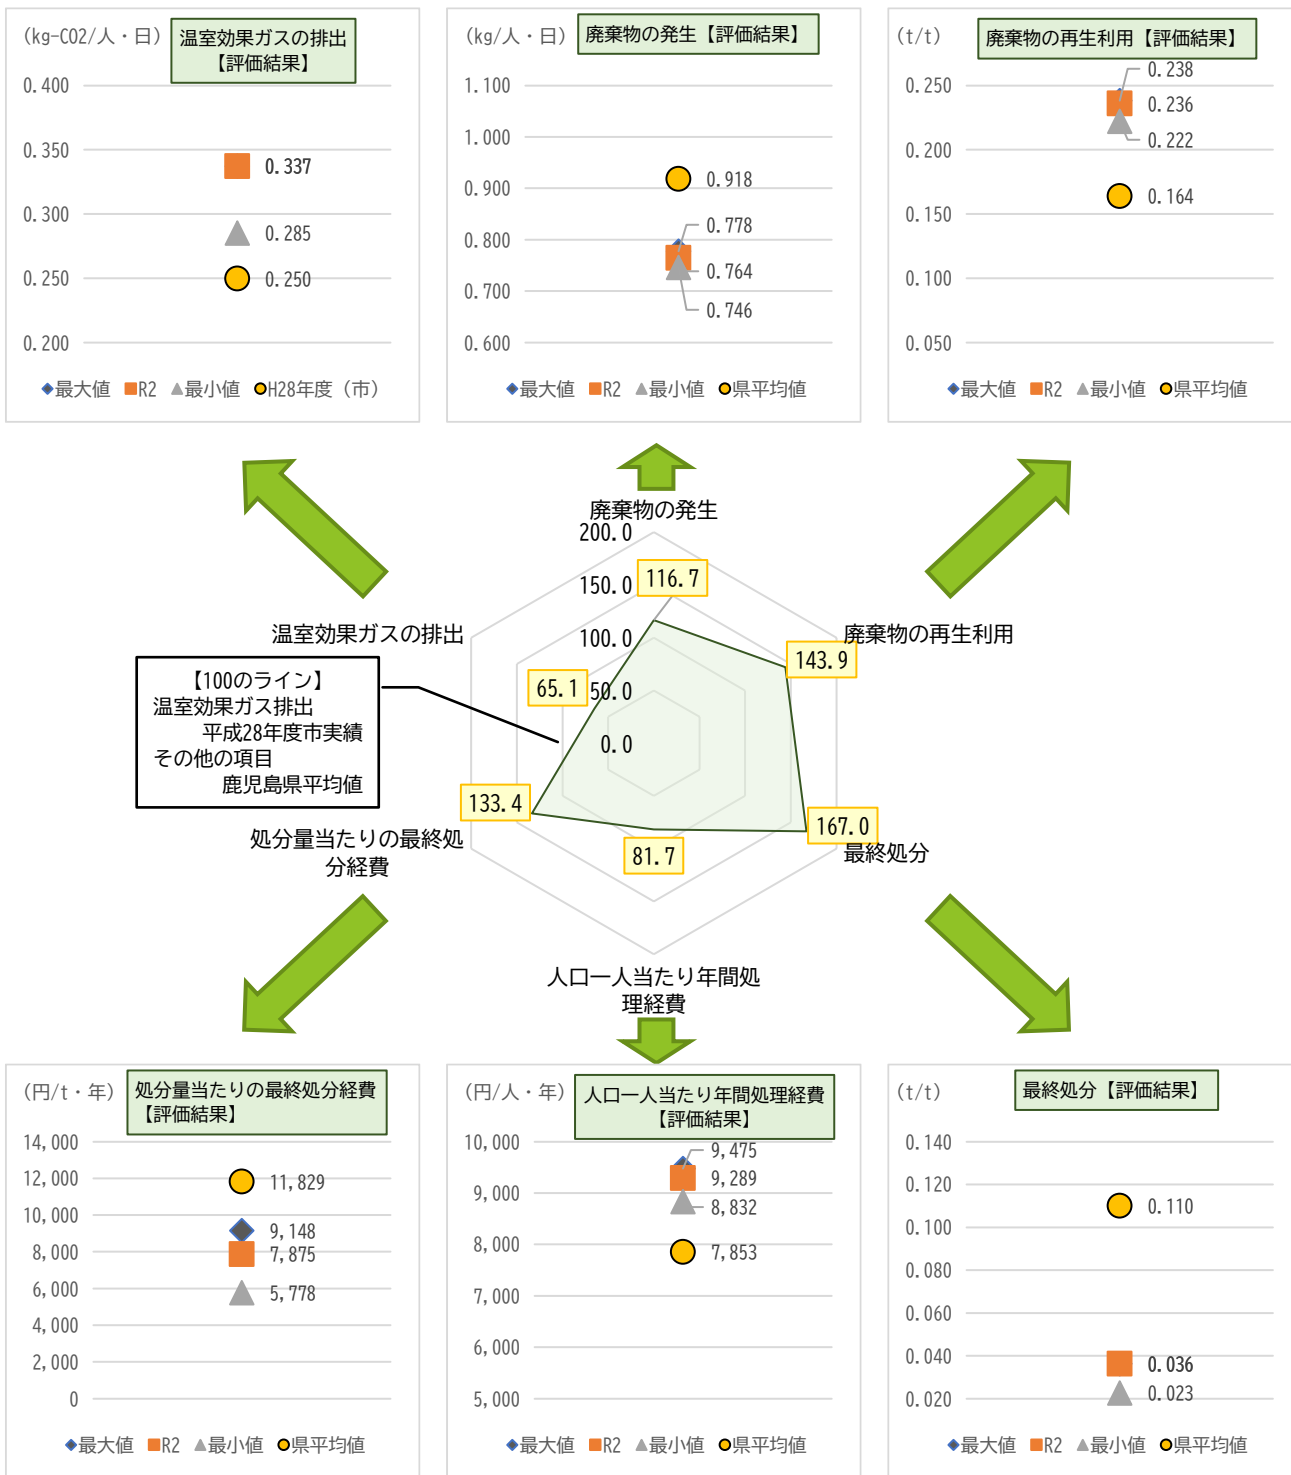 (kg-CO2/人・日)
温室効果ガスの排出
【評価結果】
0.400
0.350
0.300
0.250
0.200
0.337
0.285
0.250
◆最大値 ■R2 ▲最小値 ●H28年度（市）
(kg/人・日)
廃棄物の発生【評価結果】
1.100
1.000
0.900
0.800
0.700
0.600
0.918
0.778
0.764
0.746
◆最大値 ■R2 ▲最小値 ●県平均値
(t/t)
廃棄物の再生利用【評価結果】
0.250
0.200
0.150
0.100
0.050
0.238
0.236
0.222
0.164
◆最大値 ■R2 ▲最小値 ●県平均値
廃棄物の発生
200.0
150.0
100.0
50.0
0.0
116.7
温室効果ガスの排出
廃棄物の再生利用
143.9
65.1
【100のライン】
温室効果ガス排出
平成28年度市実績
その他の項目
鹿児島県平均値
133.4
167.0
処分量当たりの最終処
分経費
81.7
最終処分
人口一人当たり年間処
理経費
(円/t・年)
処分量当たりの最終処分経費
【評価結果】
14,000
12,000
10,000
8,000
6,000
4,000
2,000
0
11,829
9,148
7,875
5,778
◆最大値 ■R2 ▲最小値 ●県平均値
(円/人・年)
人口一人当たり年間処理経費
【評価結果】
10,000
9,000
8,000
7,000
6,000
5,000
9,475
9,289
8,832
7,853
◆最大値 ■R2 ▲最小値 ●県平均値
(t/t)
最終処分【評価結果】
0.140
0.120
0.100
0.080
0.060
0.040
0.020
0.110
0.036
0.023
◆最大値 ■R2 ▲最小値 ●県平均値